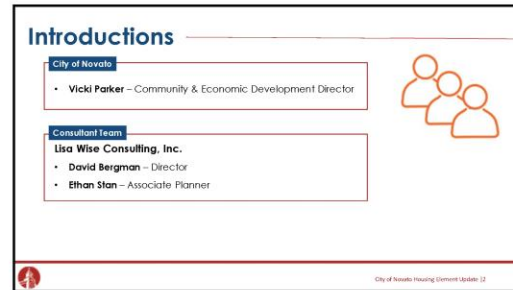 Introductions
City of Novato
• Vicki Parker – Community & Economic Development Director
Consultant Team
Lisa Wise Consulting, Inc.
• David Bergman – Director
• Ethan Stan – Associate Planner
City of Novato Housing Element Update |2